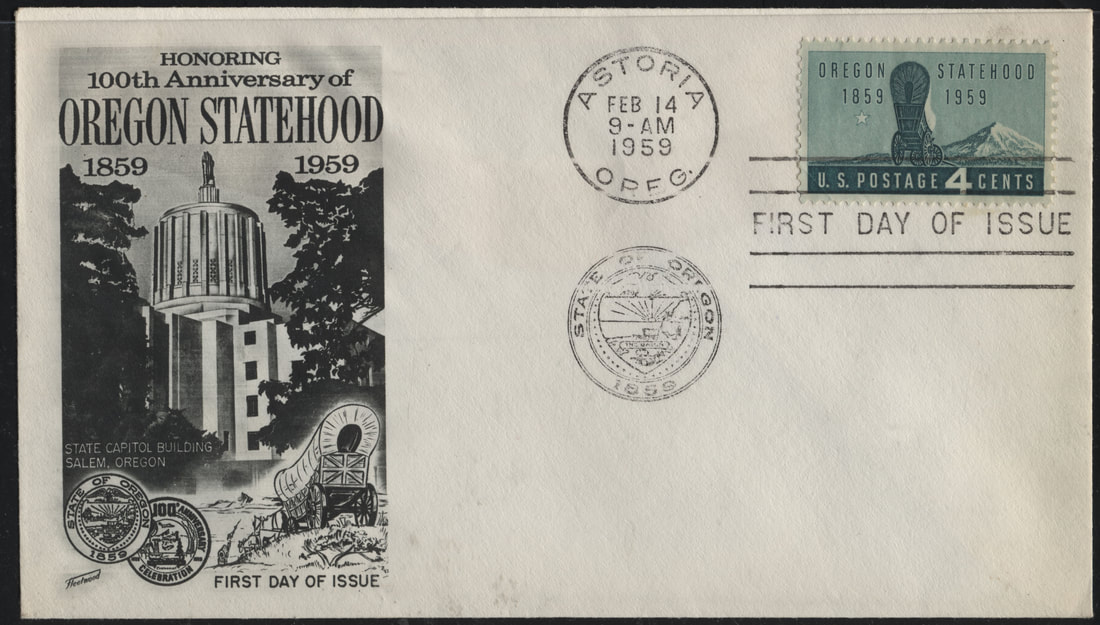 HONORING
100th Anniversary of
OREGON STATEHOOD
1859 1959
STATE CAPITOL BUILDING
SALEM, OREGON
STATE OF OREGON
1859
100th ANNIVERSARY
CELEBRATION
Fleetwood
FIRST DAY OF ISSUE
ASTORIA
FEB 14
9-AM
1959
OREG.
STATE OF OREGON
1859
OREGON STATEHOOD
1859 1959
U.S. POSTAGE 4 CENTS
FIRST DAY OF ISSUE